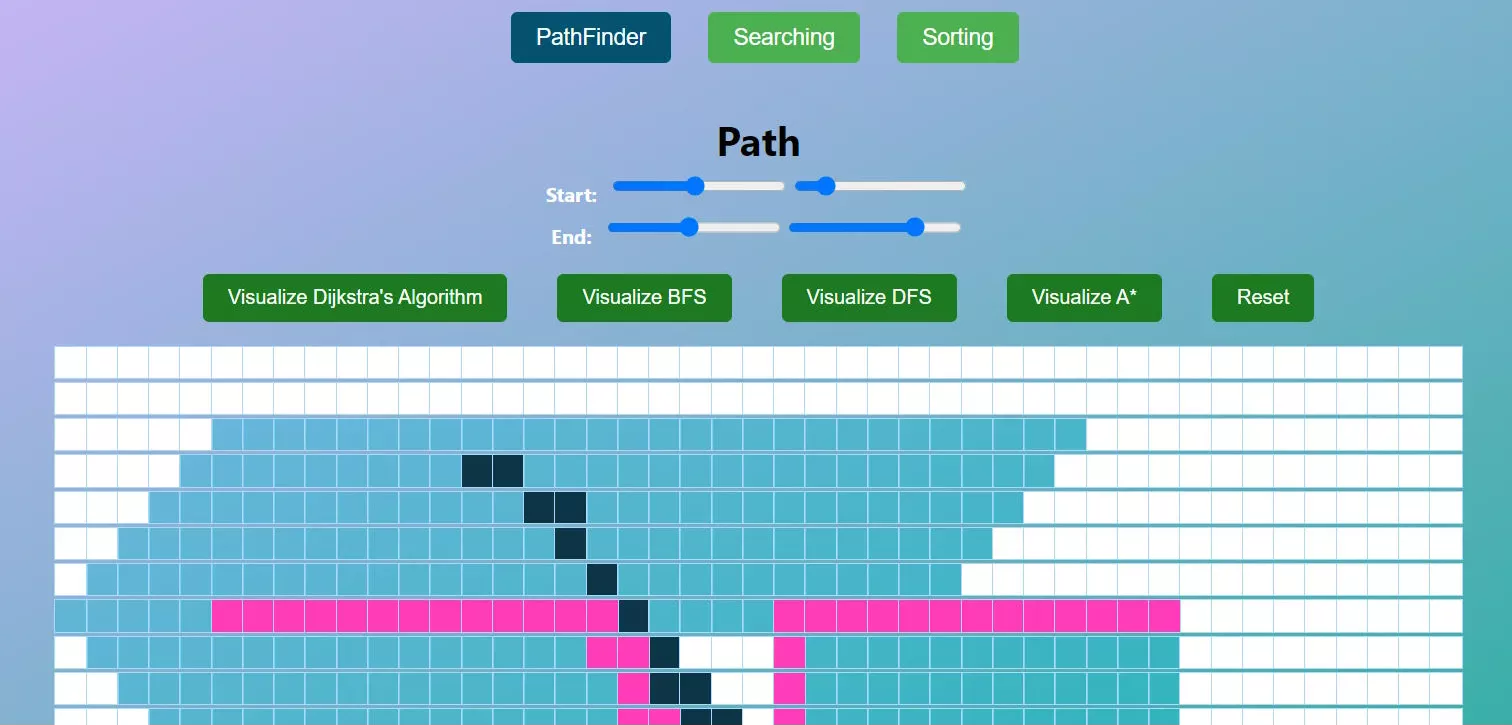 PathFinder Searching Sorting
Path
Start:
End:
Visualize Dijkstra's Algorithm Visualize BFS Visualize DFS Visualize A* Reset